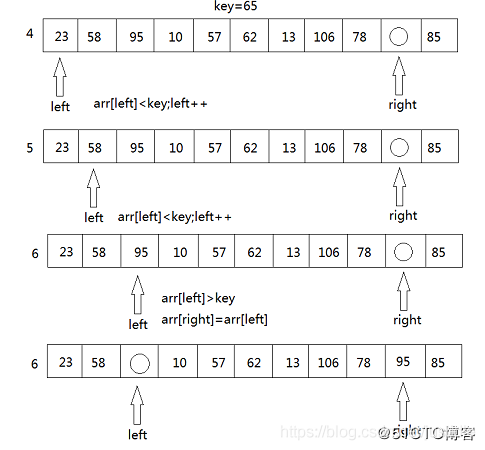 key=65
4 23 58 95 10 57 62 13 106 78 85
left arr[left]<key;left++ right
5 23 58 95 10 57 62 13 106 78 85
left arr[left]<key;left++ right
6 23 58 95 10 57 62 13 106 78 85
arr[left]>key
left arr[right]=arr[left] right
6 23 58 10 57 62 13 106 78 95 85
left right
@51CTO博客